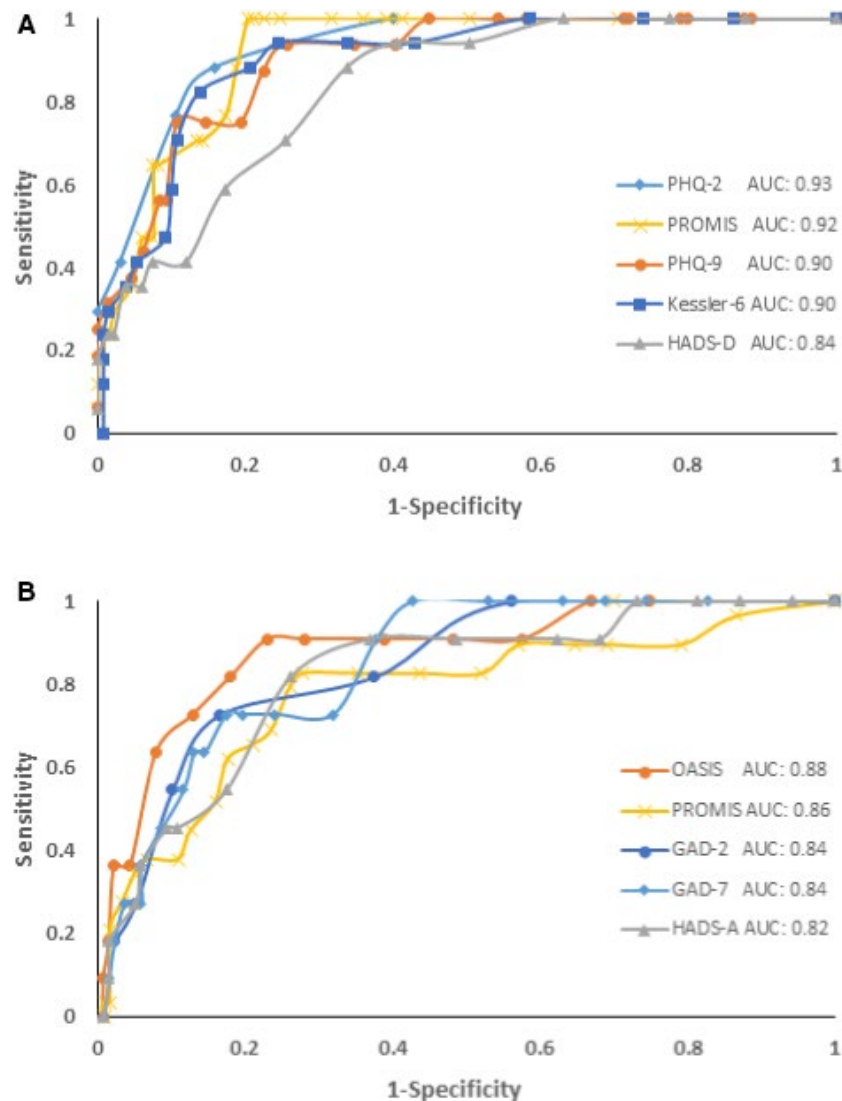 A
1
0.8
0.6
0.4
0.2
0
Sensitivity
PHQ-2 AUC: 0.93
PROMIS AUC: 0.92
PHQ-9 AUC: 0.90
Kessler-6 AUC: 0.90
HADS-D AUC: 0.84
0 0.2 0.4 0.6 0.8 1
1-Specificity
B
1
0.8
0.6
0.4
0.2
0
Sensitivity
OASIS AUC: 0.88
PROMIS AUC: 0.86
GAD-2 AUC: 0.84
GAD-7 AUC: 0.84
HADS-A AUC: 0.82
0 0.2 0.4 0.6 0.8 1
1-Specificity